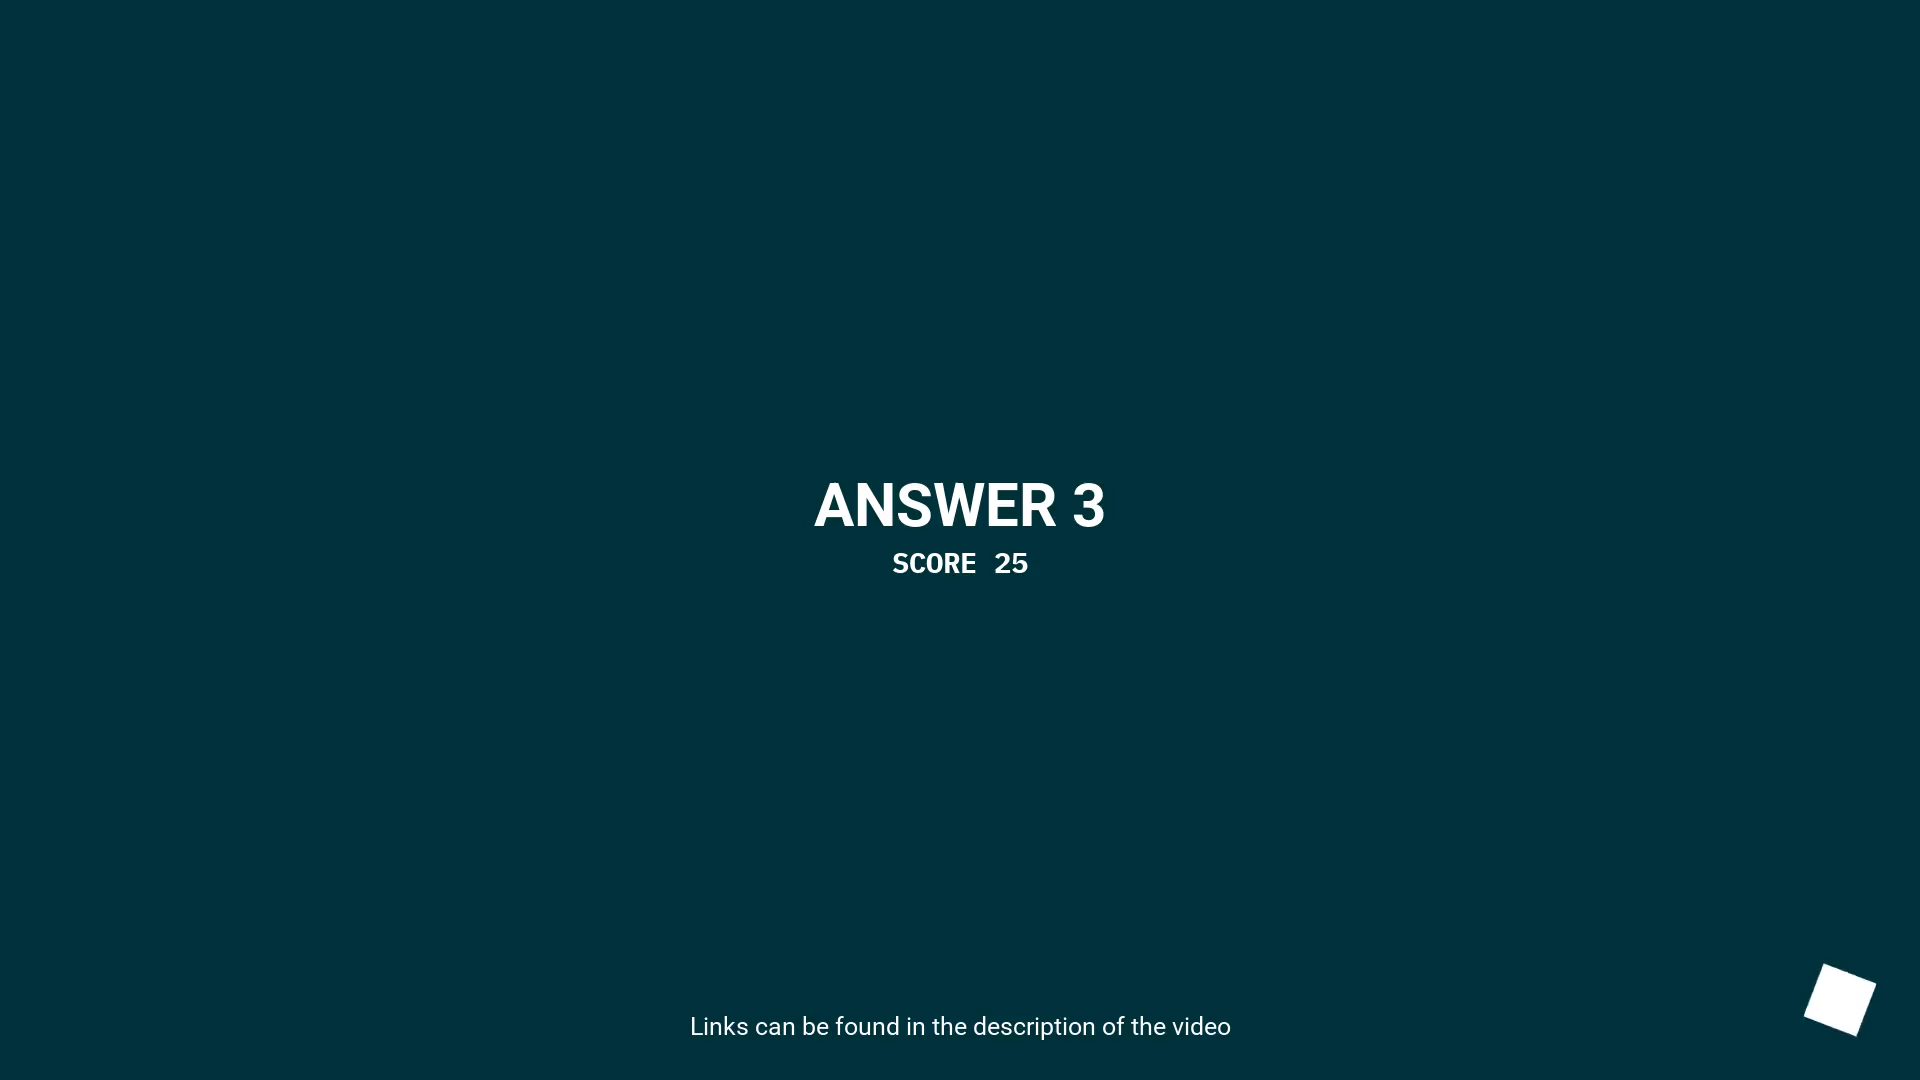 ANSWER 3
SCORE 25
Links can be found in the description of the video